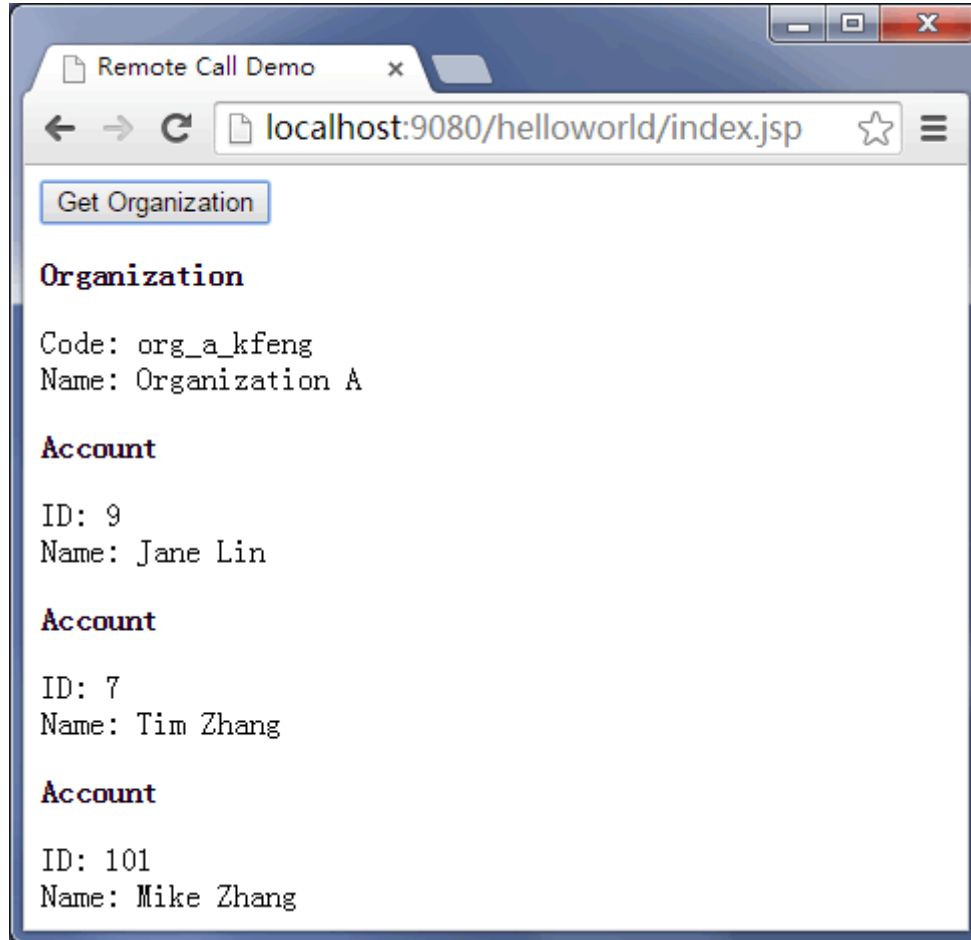 Remote Call Demo
localhost:9080/helloworld/index.jsp
Get Organization
Organization
Code: org_a_kfeng
Name: Organization A
Account
ID: 9
Name: Jane Lin
Account
ID: 7
Name: Tim Zhang
Account
ID: 101
Name: Mike Zhang